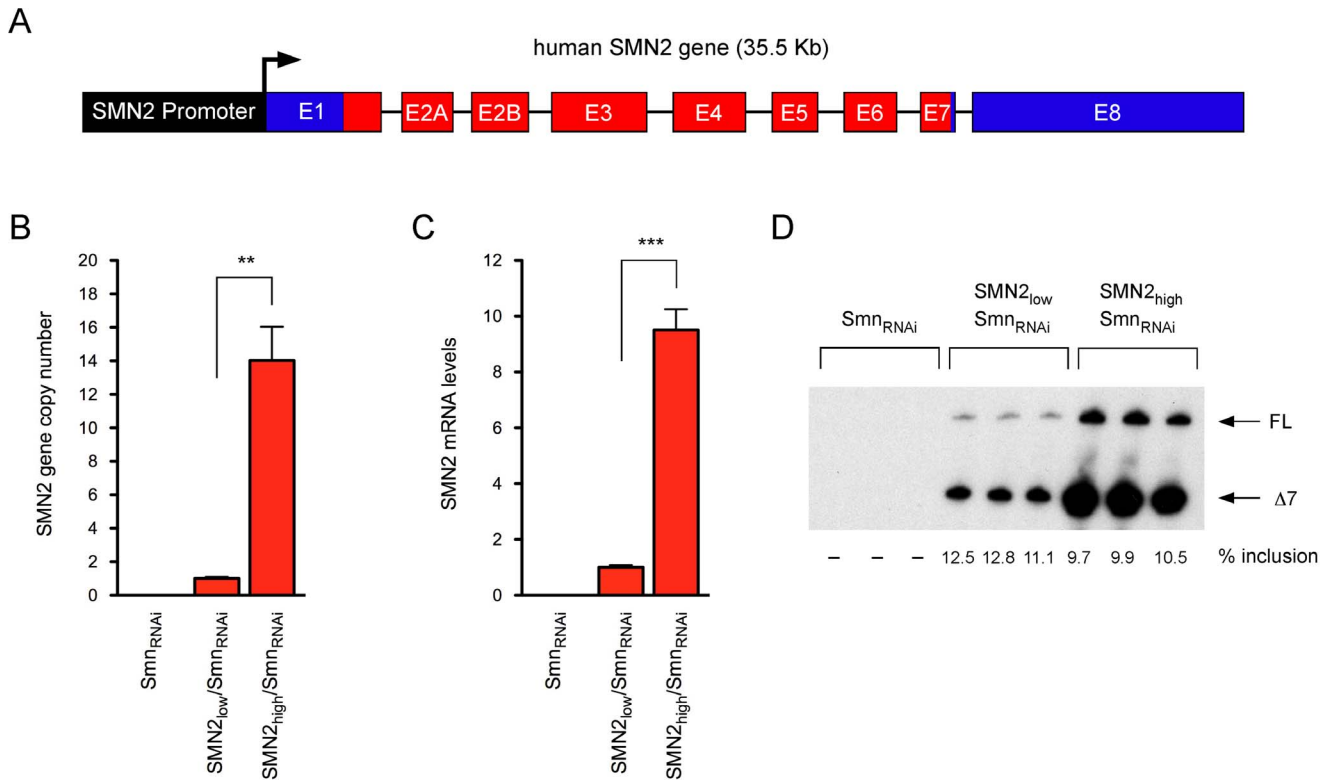 A
human SMN2 gene (35.5 Kb)
SMN2 Promoter E1 E2A E2B E3 E4 E5 E6 E7 E8
B
SMN2 gene copy number
20
18
16
14
12
10
8
6
4
2
0
**
SmnRNAi
SMN2low/SmnRNAi
SMN2high/SmnRNAi
C
SMN2 mRNA levels
12
10
8
6
4
2
0
***
SmnRNAi
SMN2low/SmnRNAi
SMN2high/SmnRNAi
D
SmnRNAi
SMN2low
SmnRNAi
SMN2high
SmnRNAi
FL
Δ7
– – – 12.5 12.8 11.1 9.7 9.9 10.5 % inclusion